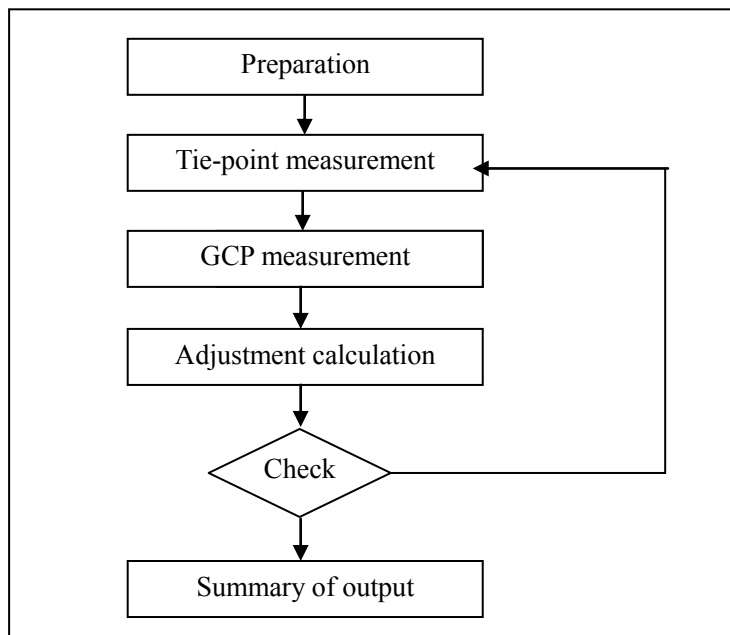 Preparation
Tie-point measurement
GCP measurement
Adjustment calculation
Check
Summary of output